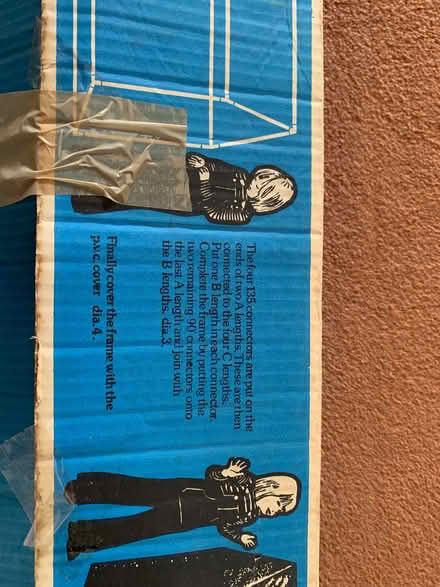 The four 135 connectors are put on the
ends of two A lengths. These are then
connected to the four C lengths.
Put one B length in each connector.
Complete the frame by putting the
two remaining 90 connectors onto
the last A length and join with
the B lengths. dia.3.
Finally cover the frame with the
p.v.c. cover dia.4.